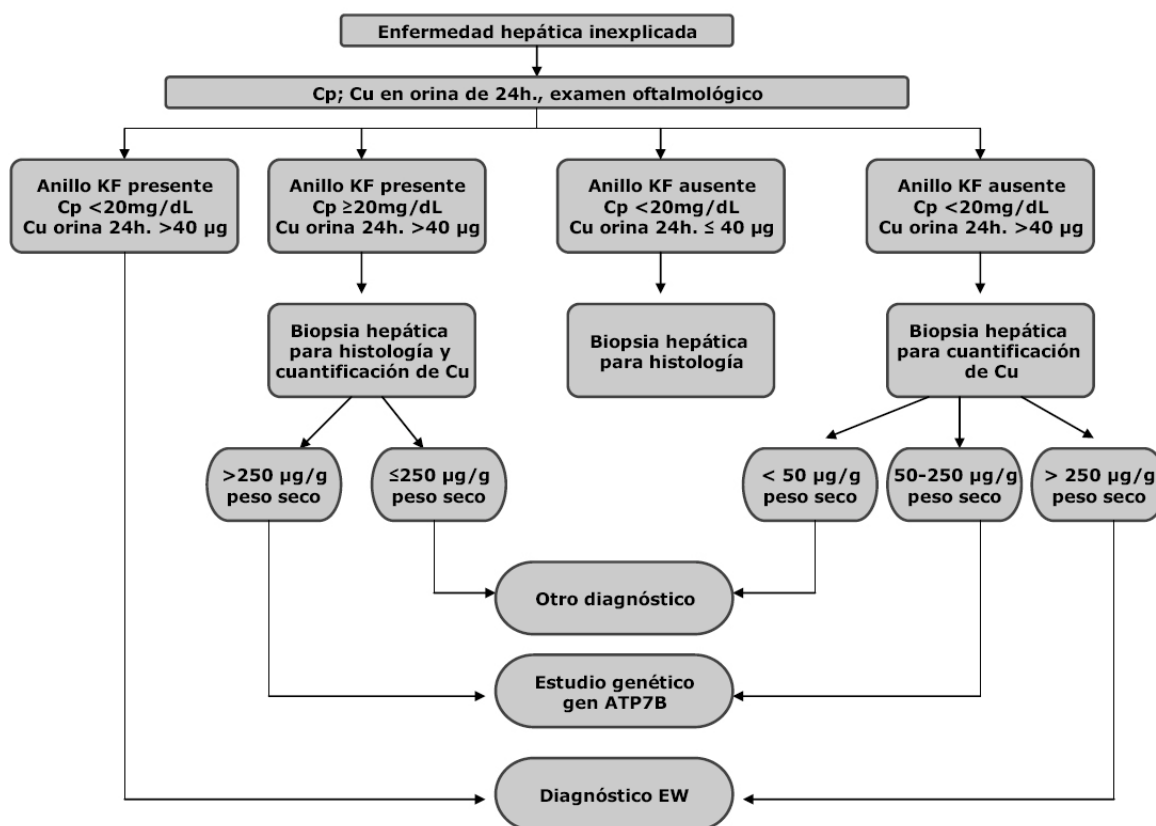 Enfermedad hepática inexplicada
Cp; Cu en orina de 24h., examen oftalmológico
Anillo KF presente
Cp <20mg/dL
Cu orina 24h. >40 µg
Anillo KF presente
Cp ≥20mg/dL
Cu orina 24h. >40 µg
Anillo KF ausente
Cp <20mg/dL
Cu orina 24h. ≤ 40 µg
Anillo KF ausente
Cp <20mg/dL
Cu orina 24h. >40 µg
Biopsia hepática
para histología y
cuantificación de Cu
Biopsia hepática
para histología
Biopsia hepática
para cuantificación
de Cu
>250 µg/g
peso seco
≤250 µg/g
peso seco
< 50 µg/g
peso seco
50-250 µg/g
peso seco
> 250 µg/g
peso seco
Otro diagnóstico
Estudio genético
gen ATP7B
Diagnóstico EW